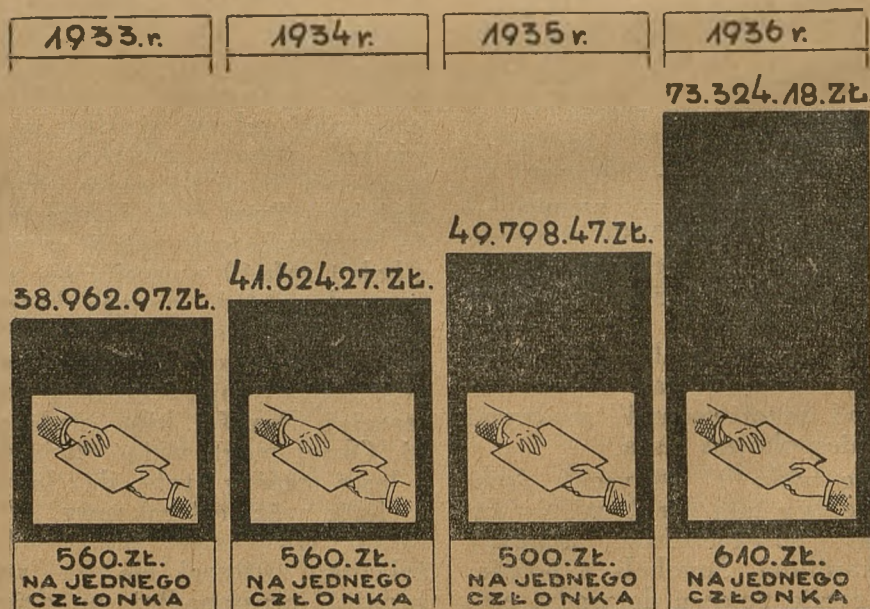 1933.r.
1934 r.
1935 r.
1936 r.
73.324.18.ZŁ.
49.798.47.ZŁ.
41.624.27.ZŁ.
38.962.97.ZŁ.
560.ZŁ.
NA JEDNEGO
CZŁONKA
560.ZŁ.
NA JEDNEGO
CZŁONKA
500.ZŁ.
NA JEDNEGO
CZŁONKA
610.ZŁ.
NA JEDNEGO
CZŁONKA